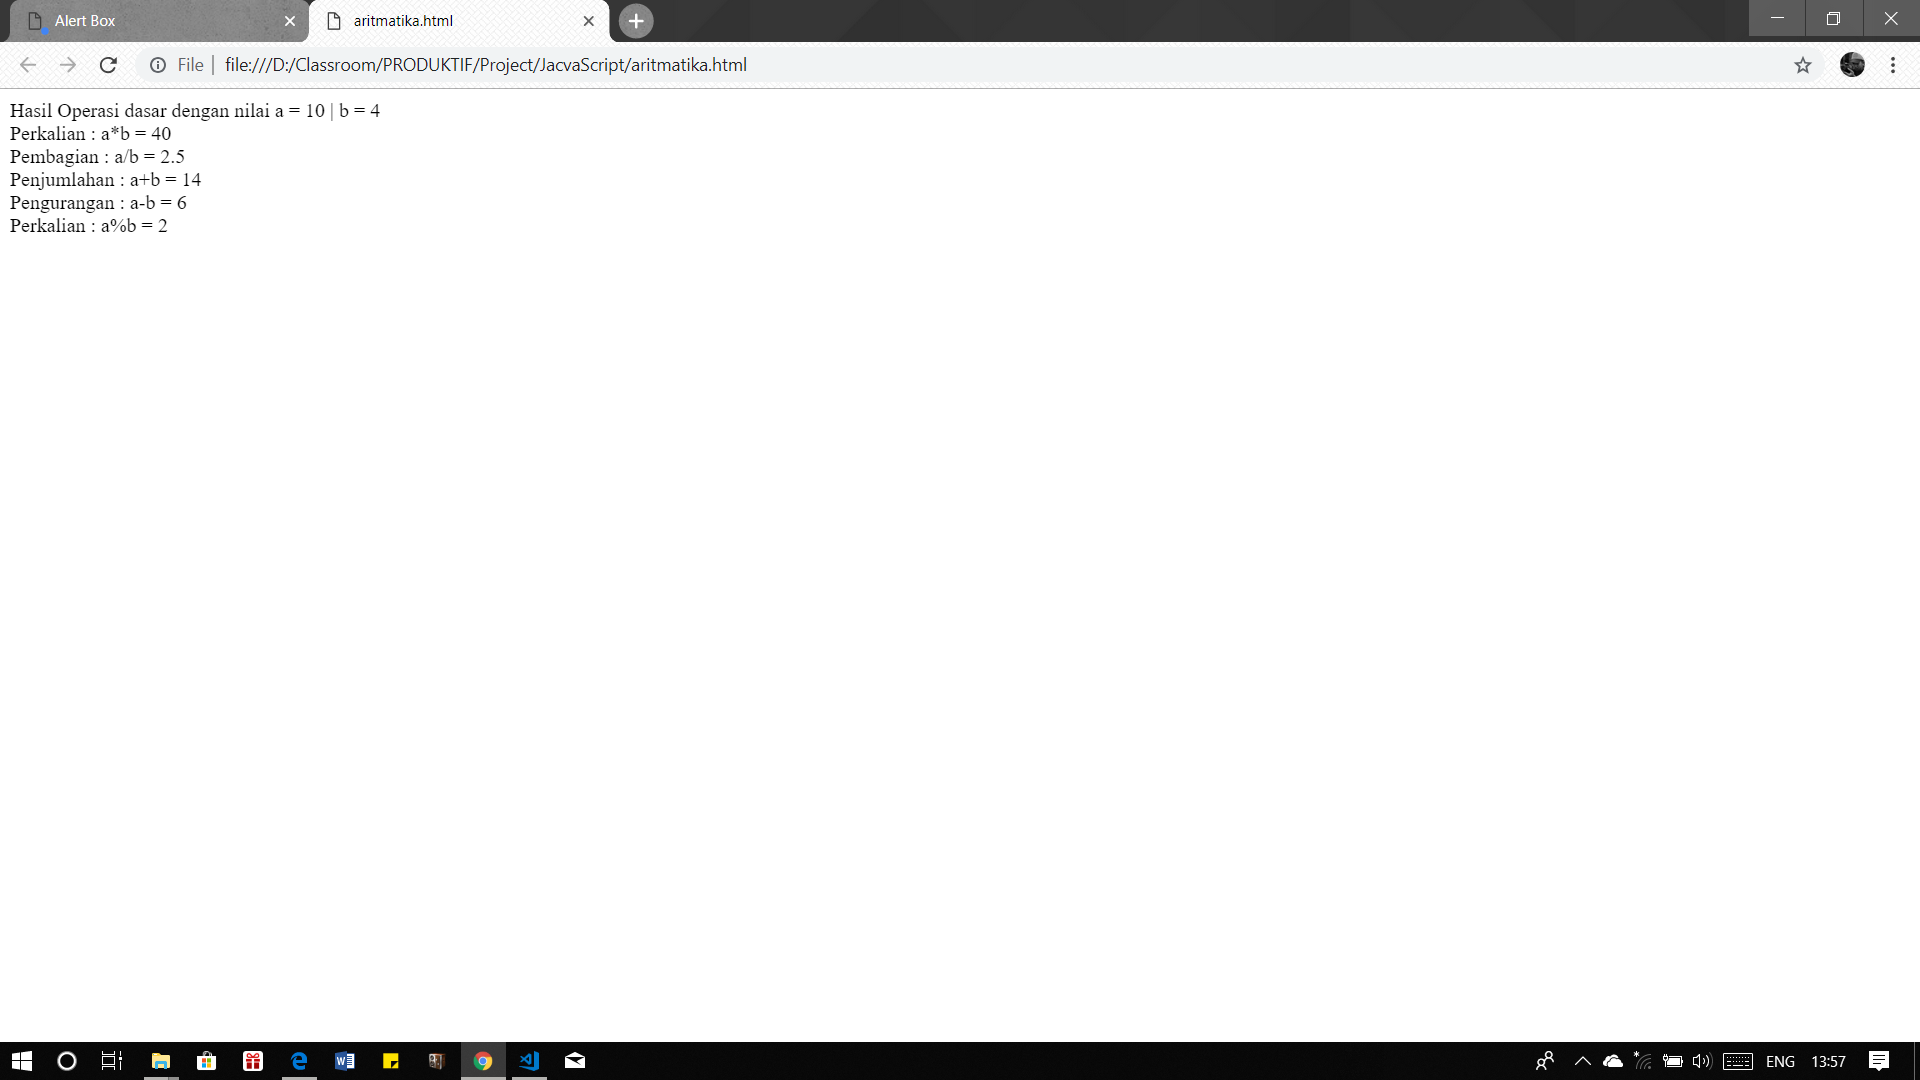 Alert Box
aritmatika.html
File | file:///D:/Classroom/PRODUKTIF/Project/JacvaScript/aritmatika.html
Hasil Operasi dasar dengan nilai a = 10 | b = 4
Perkalian : a*b = 40
Pembagian : a/b = 2.5
Penjumlahan : a+b = 14
Pengurangan : a-b = 6
Perkalian : a%b = 2
ENG
13:57